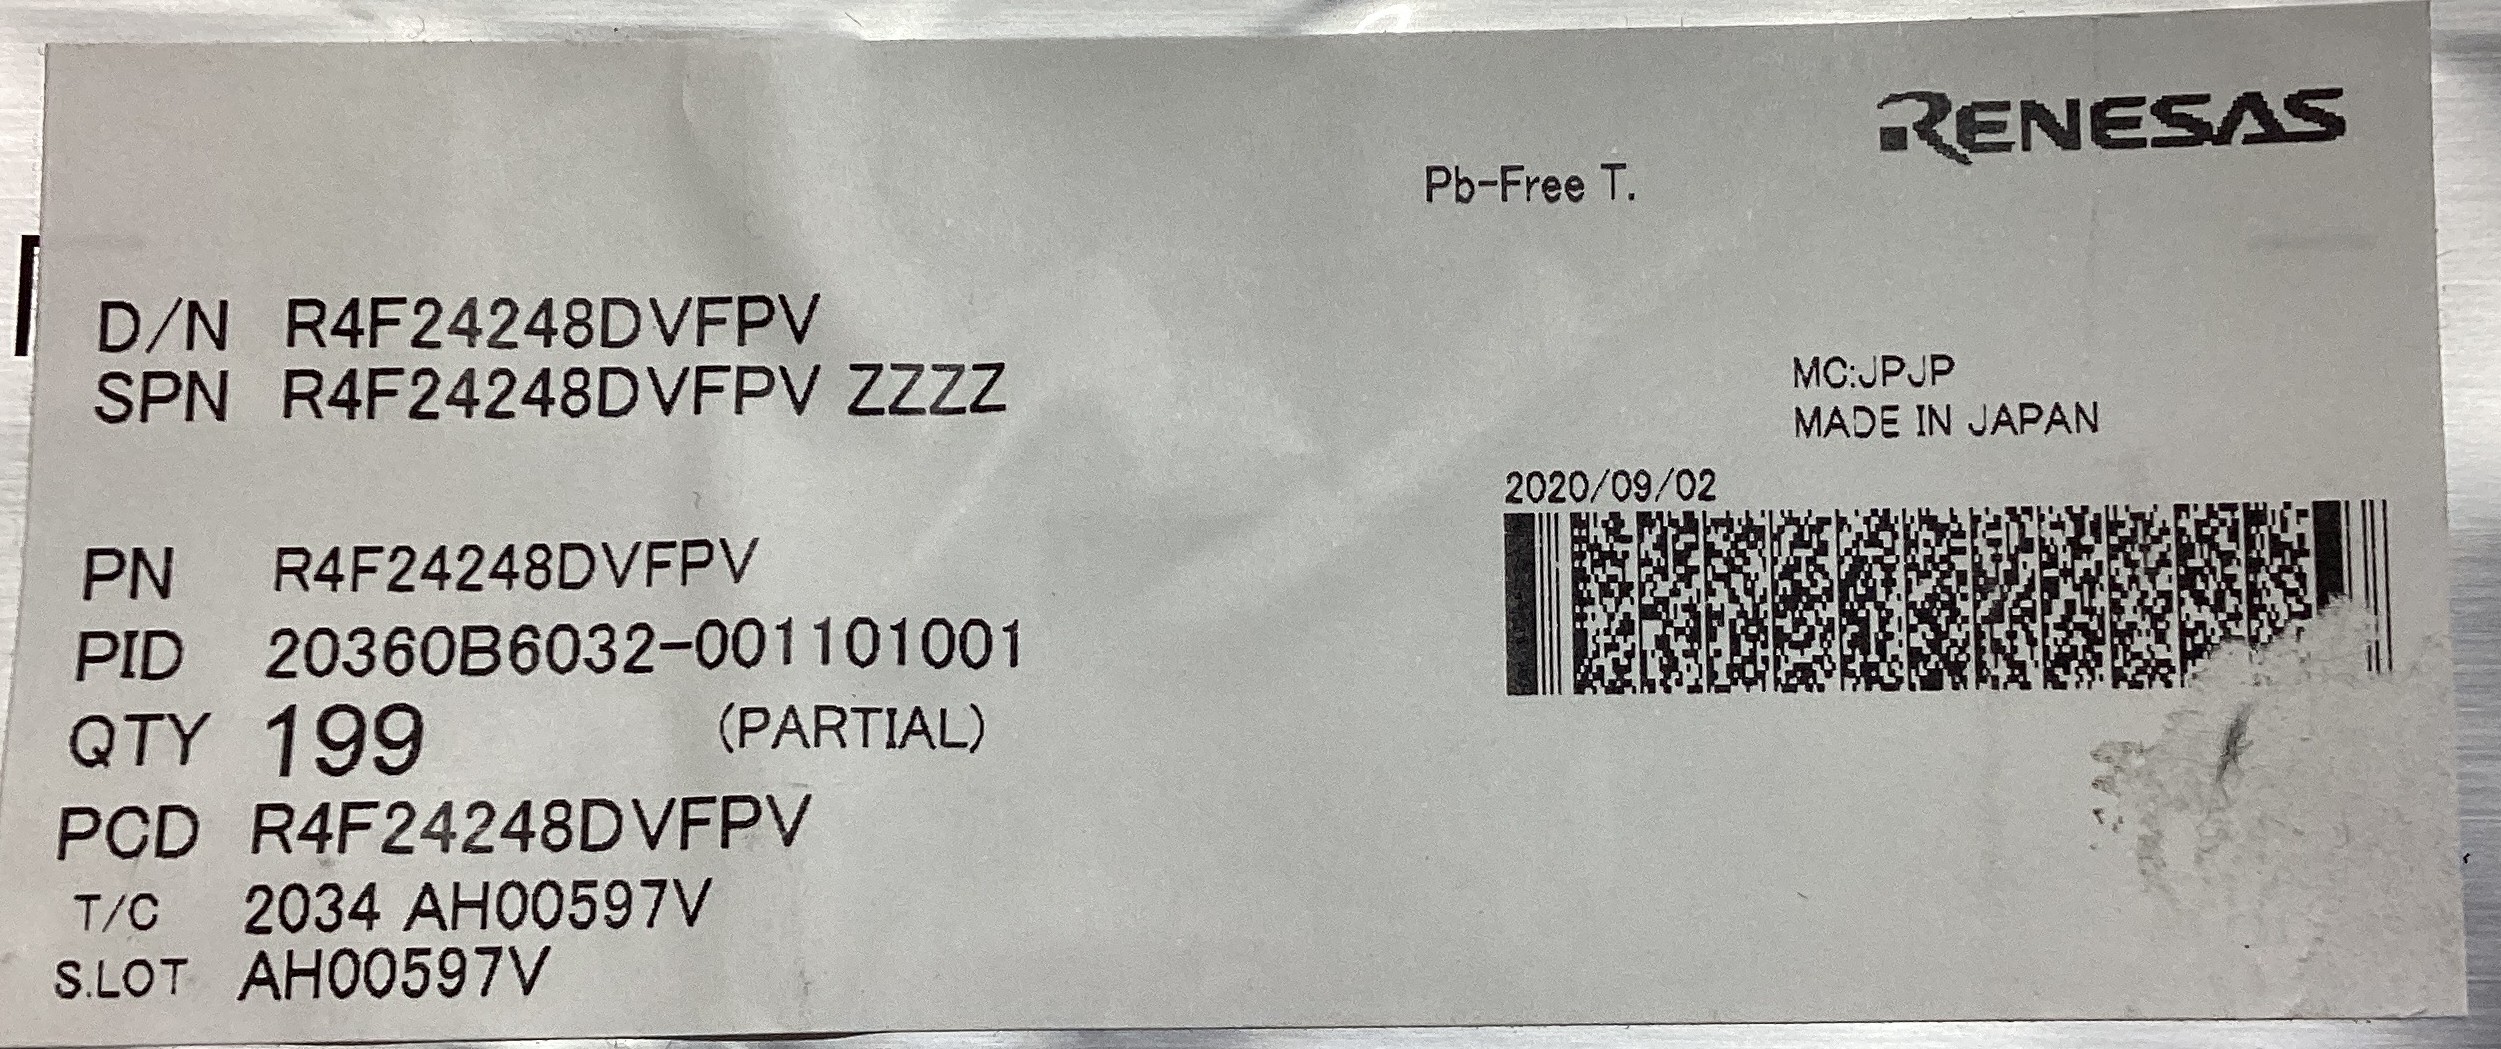 RENESAS
Pb-Free T.
D/N R4F24248DVFPV
SPN R4F24248DVFPV ZZZZ
MC:JPJP
MADE IN JAPAN
2020/09/02
PN R4F24248DVFPV
PID 20360B6032-001101001
QTY 199 (PARTIAL)
PCD R4F24248DVFPV
T/C 2034 AH00597V
S.LOT AH00597V